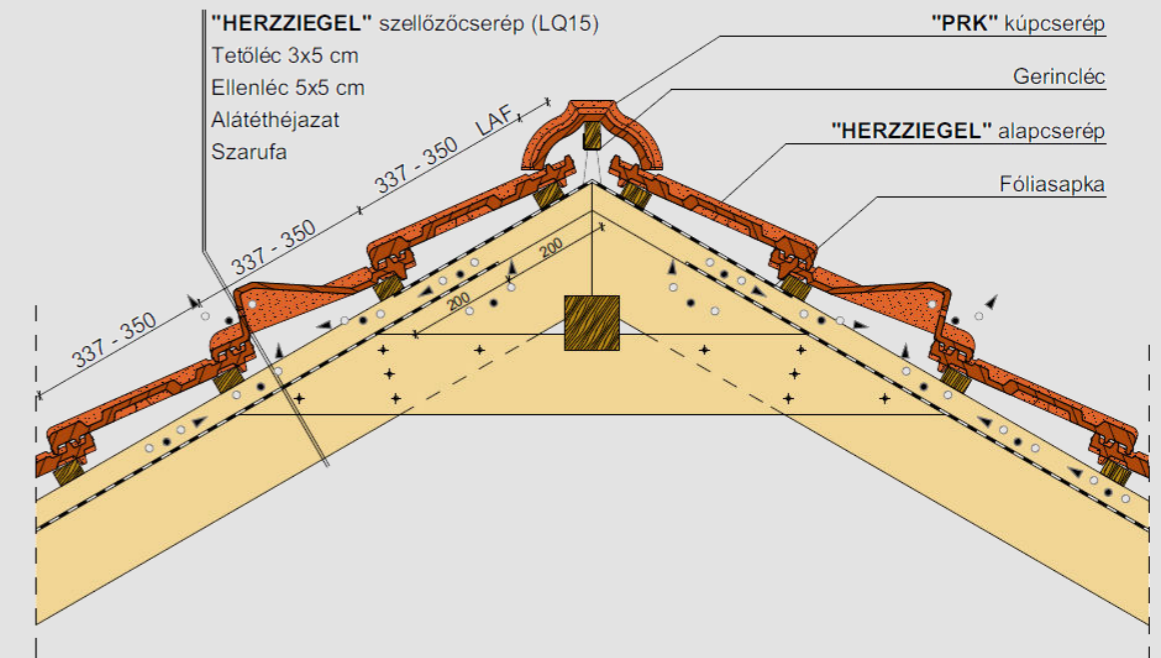 "HERZZIEGEL" szellőzőcserép (LQ15)
Tetőléc 3x5 cm
Ellenléc 5x5 cm
Alátéthéjazat
Szarufa
"PRK" kúpcserép
Gerincléc
"HERZZIEGEL" alapcserép
Fóliasapka
LAF
337 - 350
337 - 350
337 - 350
200
200